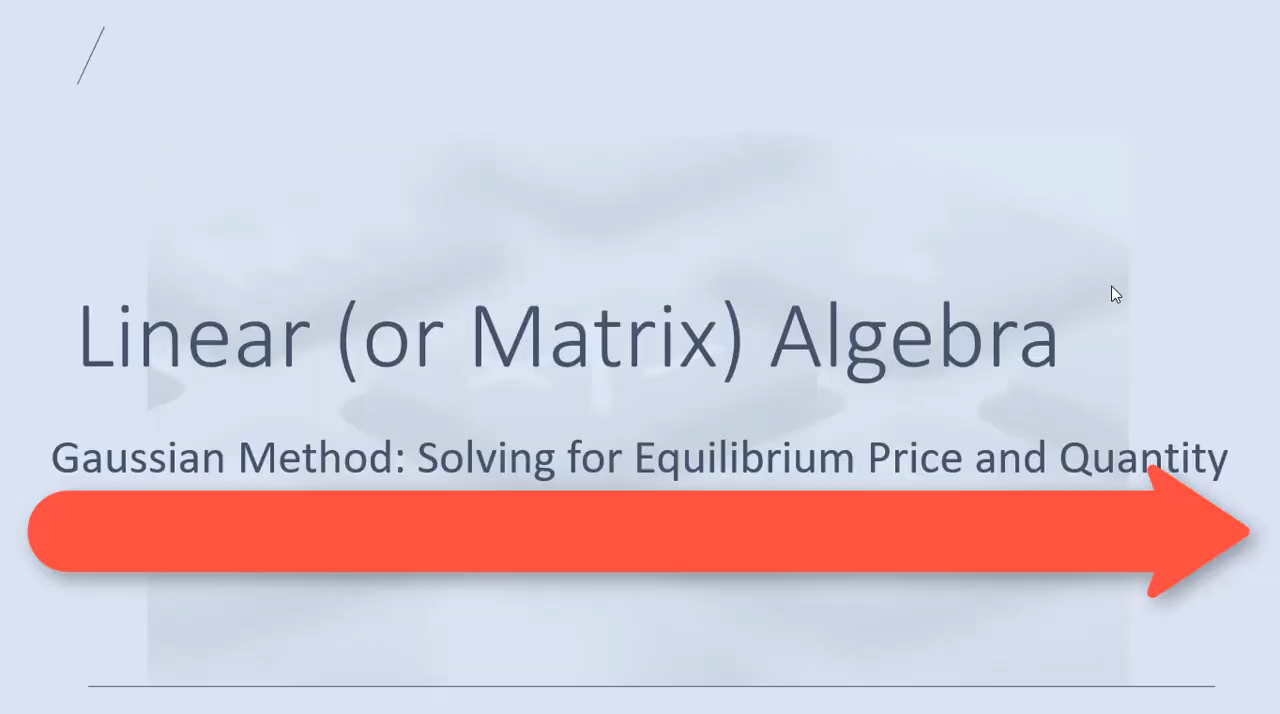 Linear (or Matrix) Algebra
Gaussian Method: Solving for Equilibrium Price and Quantity